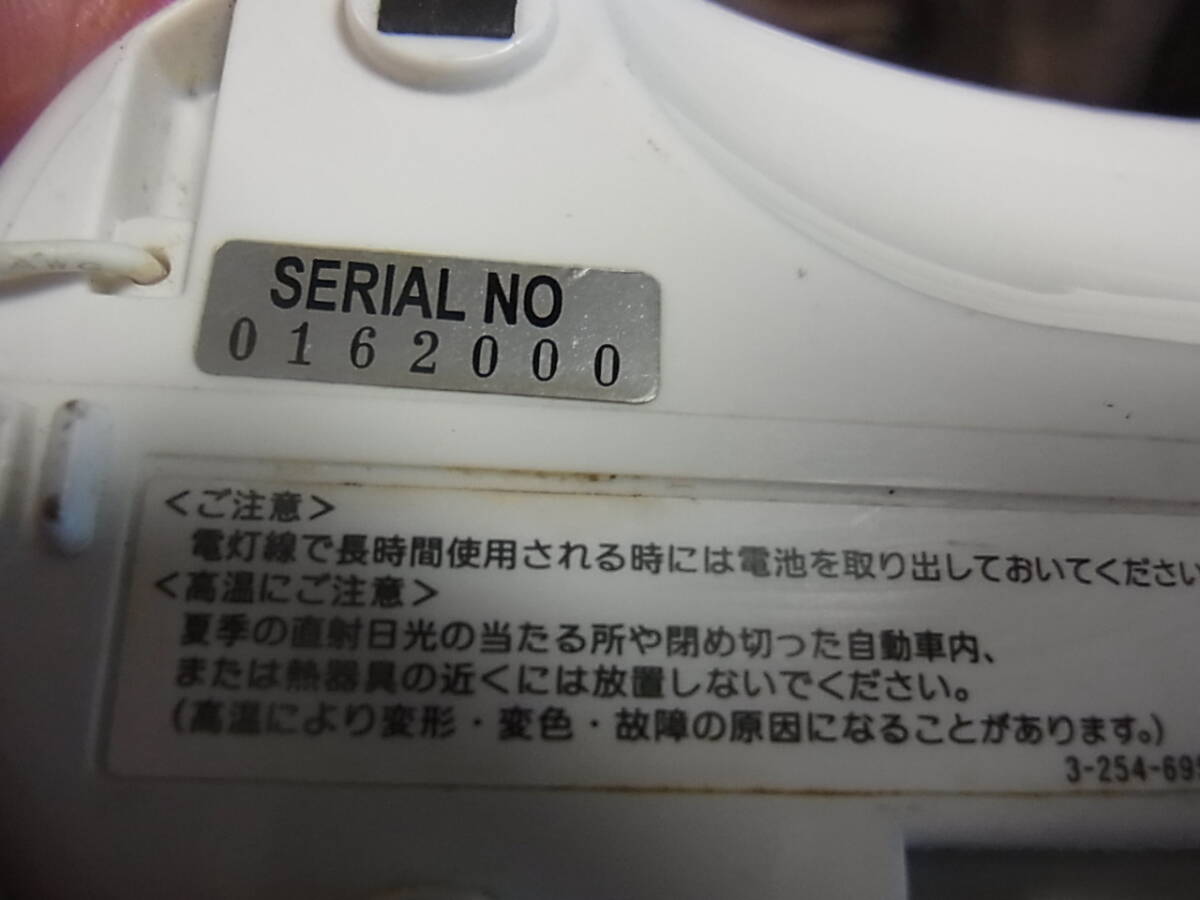 SERIAL NO
0162000
<ご注意>
電灯線で長時間使用される時には電池を取り出しておいてください
<高温にご注意>
夏季の直射日光の当たる所や閉め切った自動車内、
または熱器具の近くには放置しないでください。
(高温により変形・変色・故障の原因になることがあります。)
3-254-695